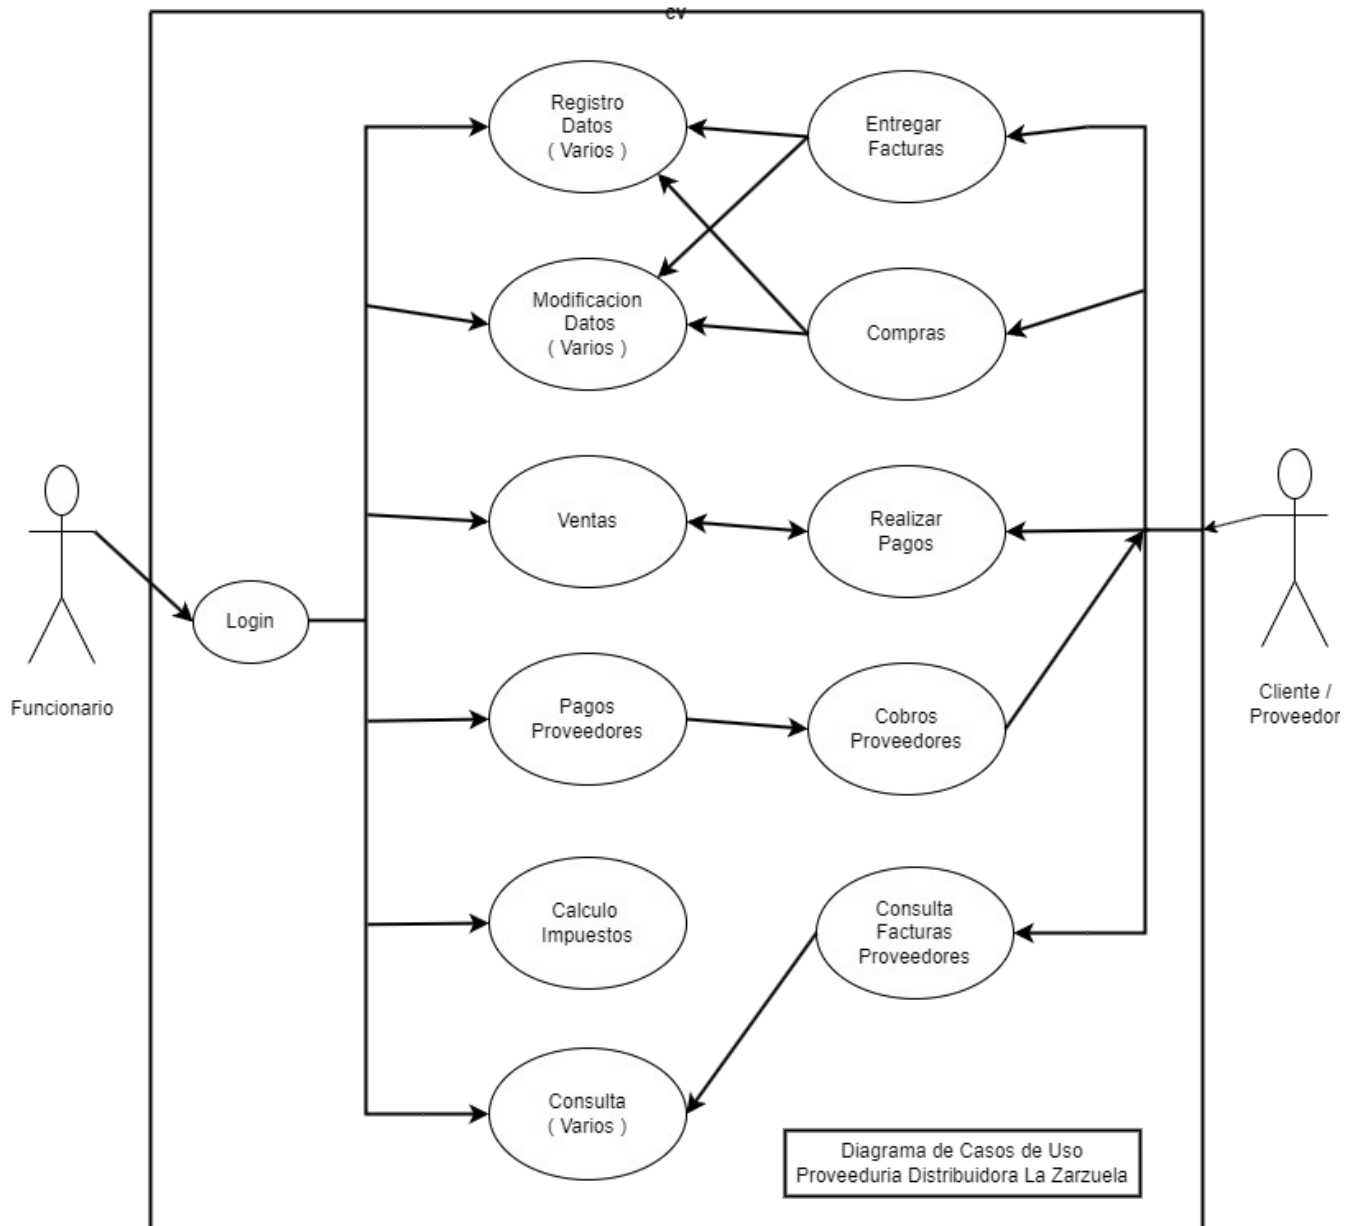 cv
Registro
Datos
( Varios )
Entregar
Facturas
Modificacion
Datos
( Varios )
Compras
Ventas
Realizar
Pagos
Login
Funcionario
Cliente /
Proveedor
Pagos
Proveedores
Cobros
Proveedores
Calculo
Impuestos
Consulta
Facturas
Proveedores
Consulta
( Varios )
Diagrama de Casos de Uso
Proveeduria Distribuidora La Zarzuela